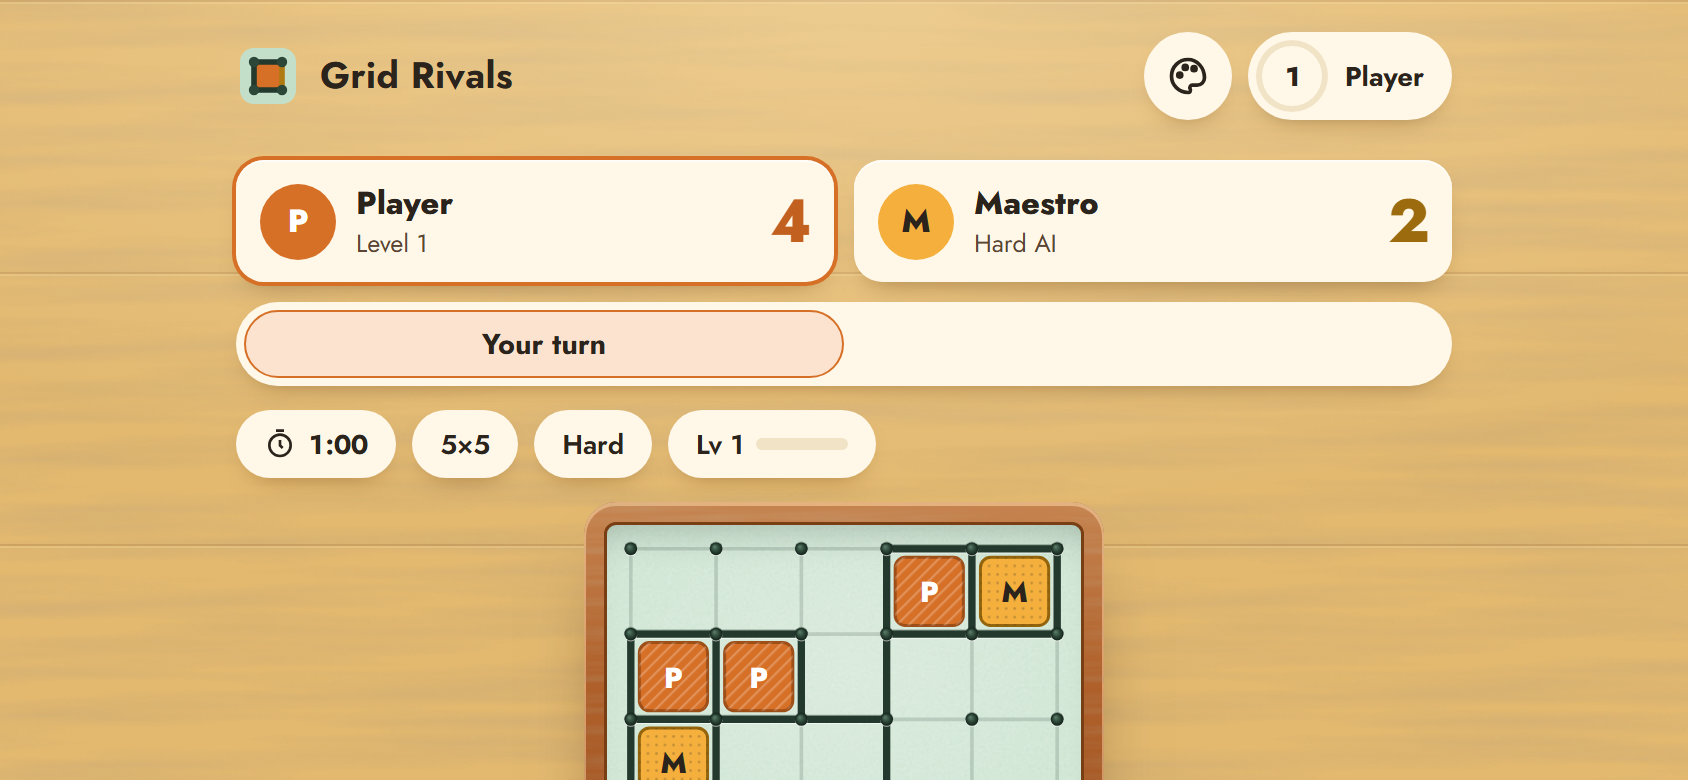 Grid Rivals
1 Player
P Player 4
Level 1
M Maestro 2
Hard AI
Your turn
1:00 5×5 Hard Lv 1
P M
P P
M